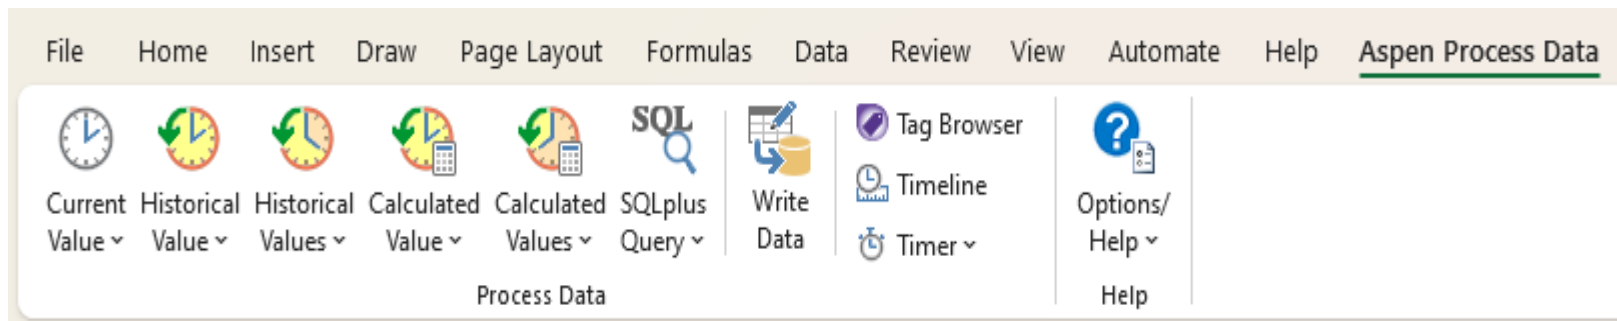 File Home Insert Draw Page Layout Formulas Data Review View Automate Help Aspen Process Data
SQL
Current Value
Historical Value
Historical Values
Calculated Value
Calculated Values
SQLplus Query
Write Data
Tag Browser
Timeline
Timer
Options/ Help
Process Data
Help